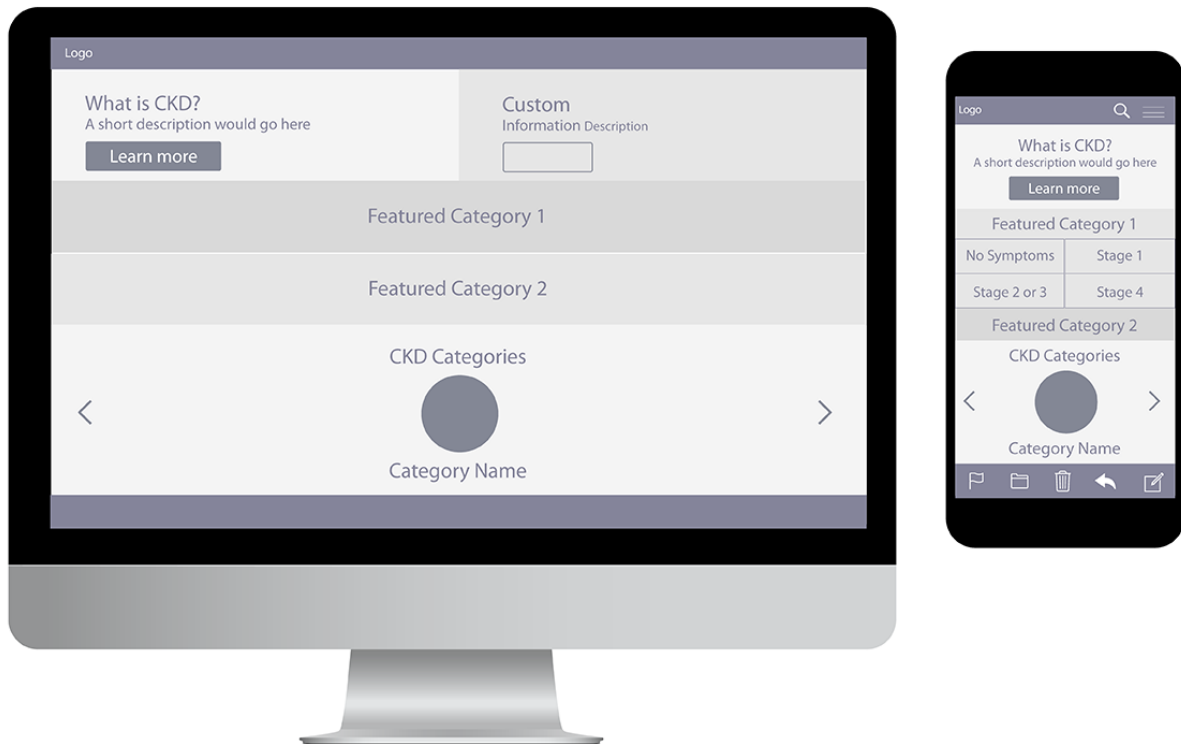 Logo
What is CKD?
A short description would go here
Learn more
Custom
Information Description
Featured Category 1
Featured Category 2
CKD Categories
Category Name
Logo
What is CKD?
A short description would go here
Learn more
Featured Category 1
No Symptoms
Stage 1
Stage 2 or 3
Stage 4
Featured Category 2
CKD Categories
Category Name